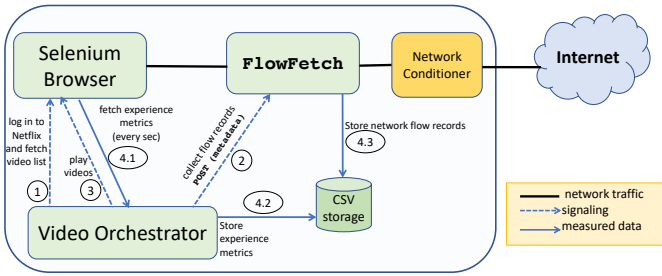 Selenium
Browser
FlowFetch
Network
Conditioner
Internet
log in to
Netflix
and fetch
video list
fetch experience
metrics
(every sec)
4.1
play
videos
1
3
collect flow records
POST (metadata)
2
Store network flow records
4.3
4.2
CSV
storage
Video Orchestrator
Store
experience
metrics
network traffic
signaling
measured data